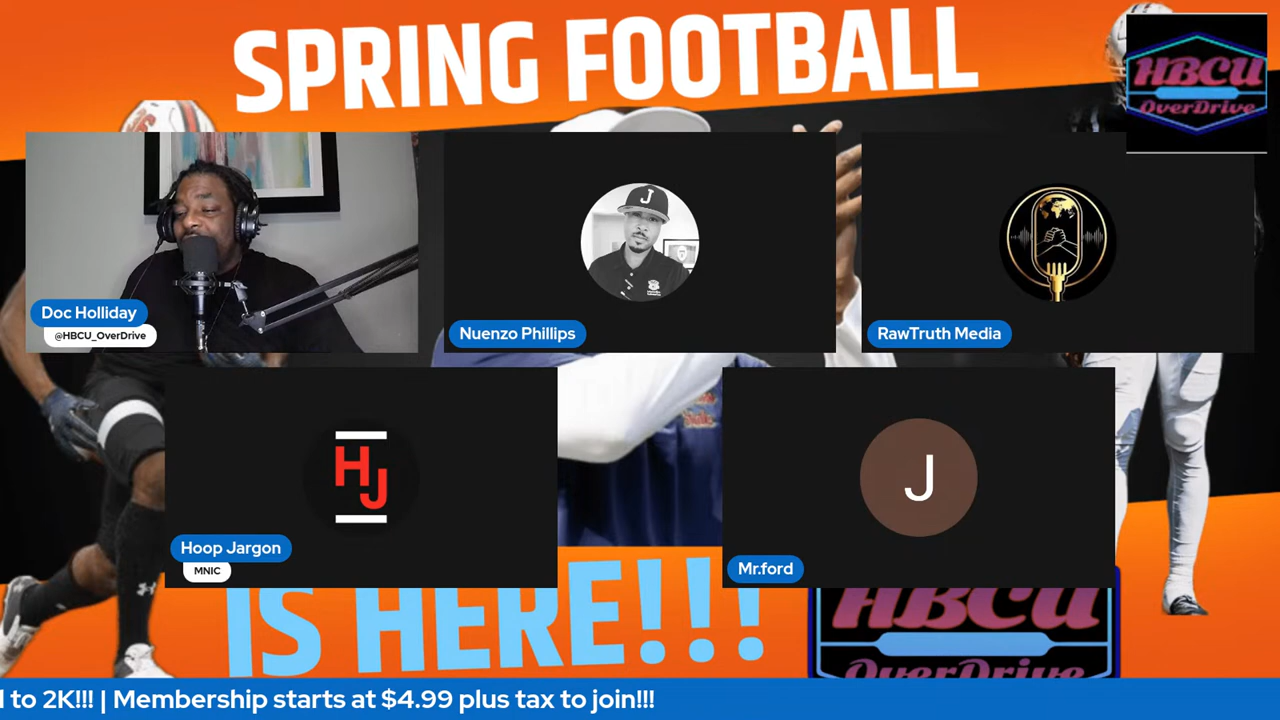 SPRING FOOTBALL
HBCU
OverDrive
J
Doc Holliday
@HBCU_OverDrive
Nuenzo Phillips
RawTruth Media
HJ
J
Hoop Jargon
MNIC
Mr.ford
IS HERE!!!
HBCU
OverDrive
to 2K!!! | Membership starts at $4.99 plus tax to join!!!